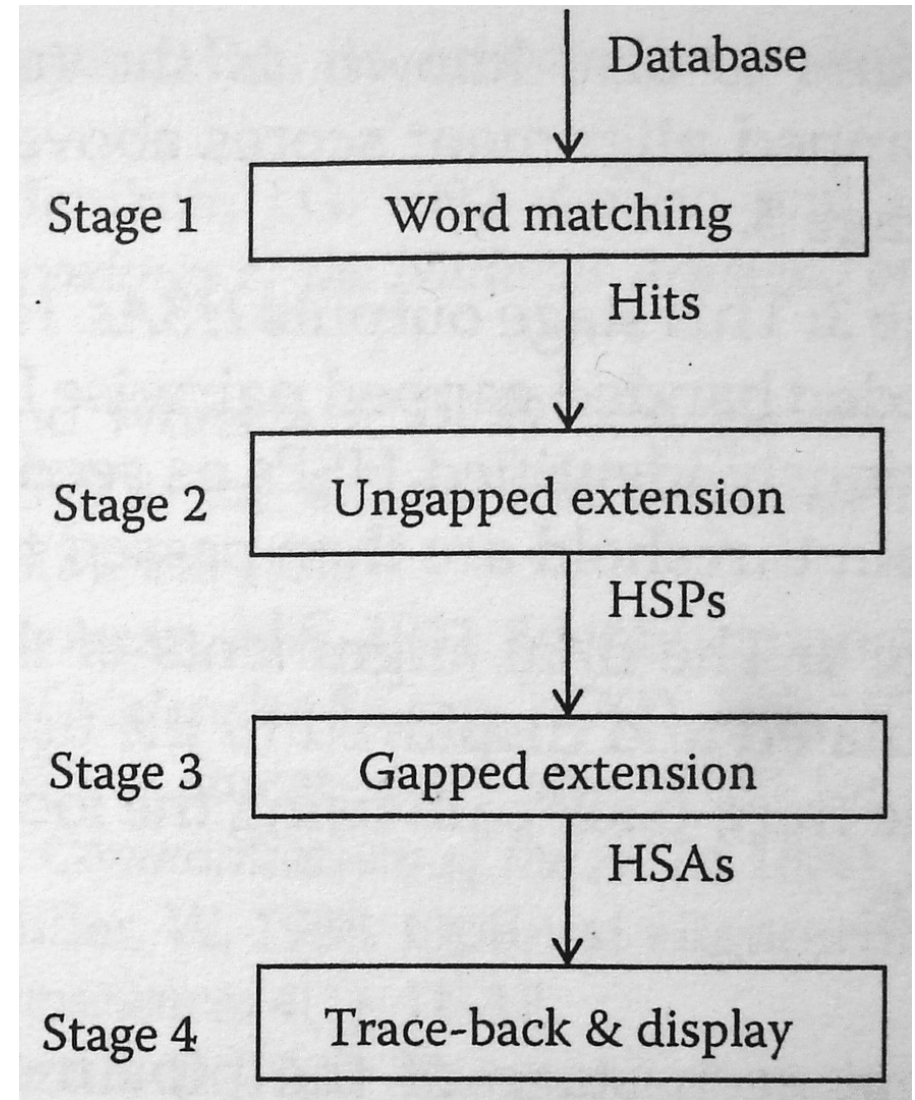 Database
Stage 1
Word matching
Hits
Stage 2
Ungapped extension
HSPs
Stage 3
Gapped extension
HSAs
Stage 4
Trace-back & display